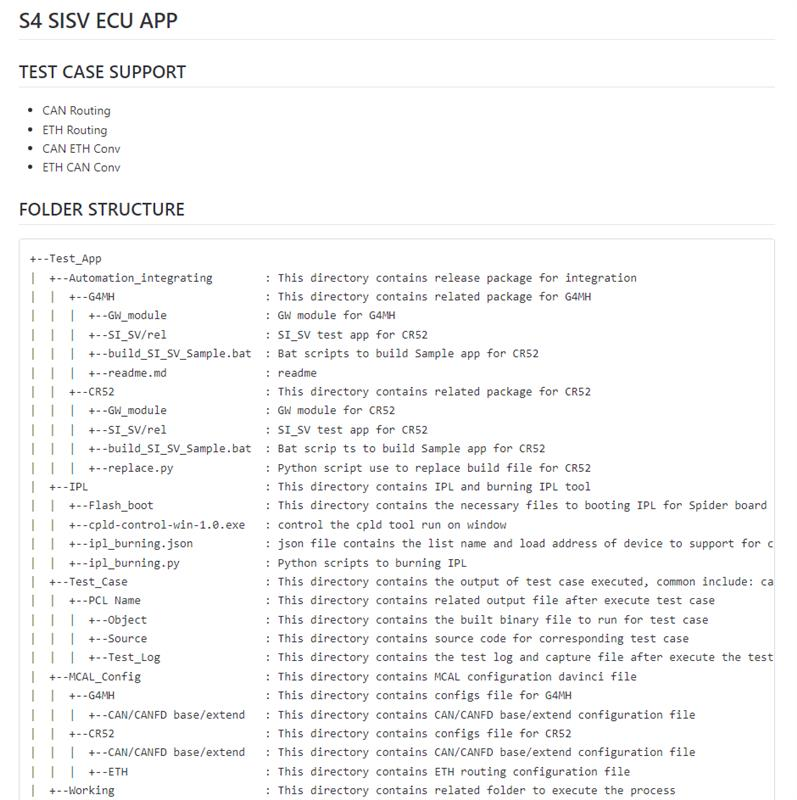 S4 SISV ECU APP
TEST CASE SUPPORT
• CAN Routing
• ETH Routing
• CAN ETH Conv
• ETH CAN Conv
FOLDER STRUCTURE
+--Test_App
|  +--Automation_integrating        : This directory contains release package for integration
|  |  +--G4MH                       : This directory contains related package for G4MH
|  |  |  +--GW_module               : GW module for G4MH
|  |  |  +--SI_SV/rel               : SI_SV test app for CR52
|  |  |  +--build_SI_SV_Sample.bat  : Bat scripts to build Sample app for CR52
|  |  |  +--readme.md               : readme
|  |  +--CR52                       : This directory contains related package for CR52
|  |  |  +--GW_module               : GW module for CR52
|  |  |  +--SI_SV/rel               : SI_SV test app for CR52
|  |  |  +--build_SI_SV_Sample.bat  : Bat scrip ts to build Sample app for CR52
|  |  |  +--replace.py              : Python script use to replace build file for CR52
|  +--IPL                           : This directory contains IPL and burning IPL tool
|  |  +--Flash_boot                 : This directory contains the necessary files to booting IPL for Spider board
|  |  +--cpld-control-win-1.0.exe   : control the cpld tool run on window
|  |  +--ipl_burning.json           : json file contains the list name and load address of device to support for c
|  |  +--ipl_burning.py             : Python scripts to burning IPL
|  +--Test_Case                     : This directory contains the output of test case executed, common include: ca
|  |  +--PCL Name                   : This directory contains related output file after execute test case
|  |  |  +--Object                  : This directory contains the built binary file to run for test case
|  |  |  +--Source                  : This directory contains source code for corresponding test case
|  |  |  +--Test_Log                : This directory contains the test log and capture file after execute the test
|  +--MCAL_Config                   : This directory contains MCAL configuration davinci file
|  |  +--G4MH                       : This directory contains configs file for G4MH
|  |  |  +--CAN/CANFD base/extend   : This directory contains CAN/CANFD base/extend configuration file
|  |  +--CR52                       : This directory contains configs file for CR52
|  |  |  +--CAN/CANFD base/extend   : This directory contains CAN/CANFD base/extend configuration file
|  |  |  +--ETH                     : This directory contains ETH routing configuration file
|  +--Working                       : This directory contains related folder to execute the process